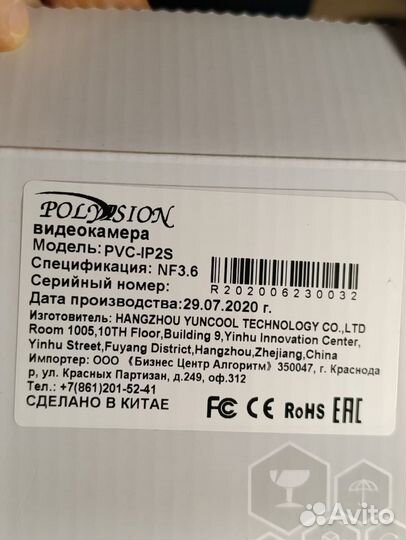 POLYVISION
видеокамера
Модель: PVC-IP2S
Спецификация: NF3.6
Серийный номер:
R202006230032
Дата производства:29.07.2020 г.
Изготовитель: HANGZHOU YUNCOOL TECHNOLOGY CO.,LTD
Room 1005,10TH Floor,Building 9,Yinhu Innovation Center,
Yinhu Street,Fuyang District,Hangzhou,Zhejiang,China
Импортер: ООО 《Бизнес Центр Алгоритм》 350047, г. Краснода
р, ул. Красных Партизан, д.249, оф.312
Тел.: +7(861)201-52-41
СДЕЛАНО В КИТАЕ
FC CE RoHS EAC
Avito